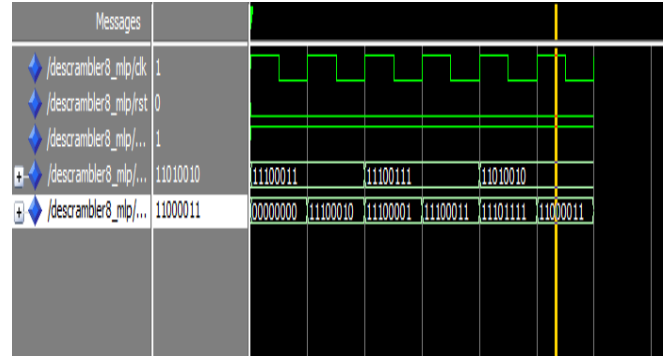 Messages
/descrambler8_mlp/clk 1
/descrambler8_mlp/rst 0
/descrambler8_mlp/... 1
/descrambler8_mlp/... 11010010 11100011 11100111 11010010
/descrambler8_mlp/... 11000011 00000000 11100010 11100001 11100011 11101111 11000011